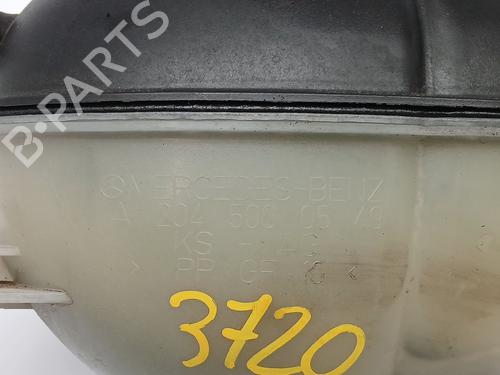 B-PARTS
MERCEDES-BENZ
A 204 500 05 49
KS
> PP GF <
3720